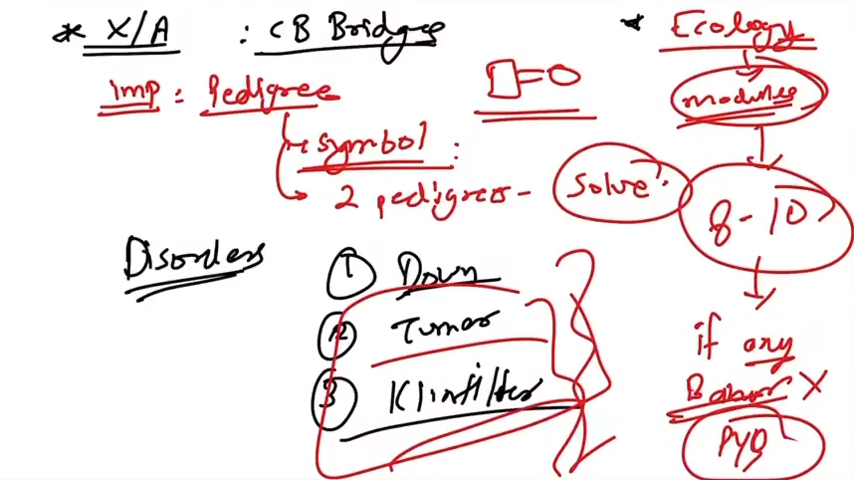 * X/A : CB Bridges
Imp : Pedigree
symbol :
2 pedigrees - Solve
Disorders
1 Down
2 Turner
3 Klinfilter
* Ecology
modules
8-10
if any
PYQ